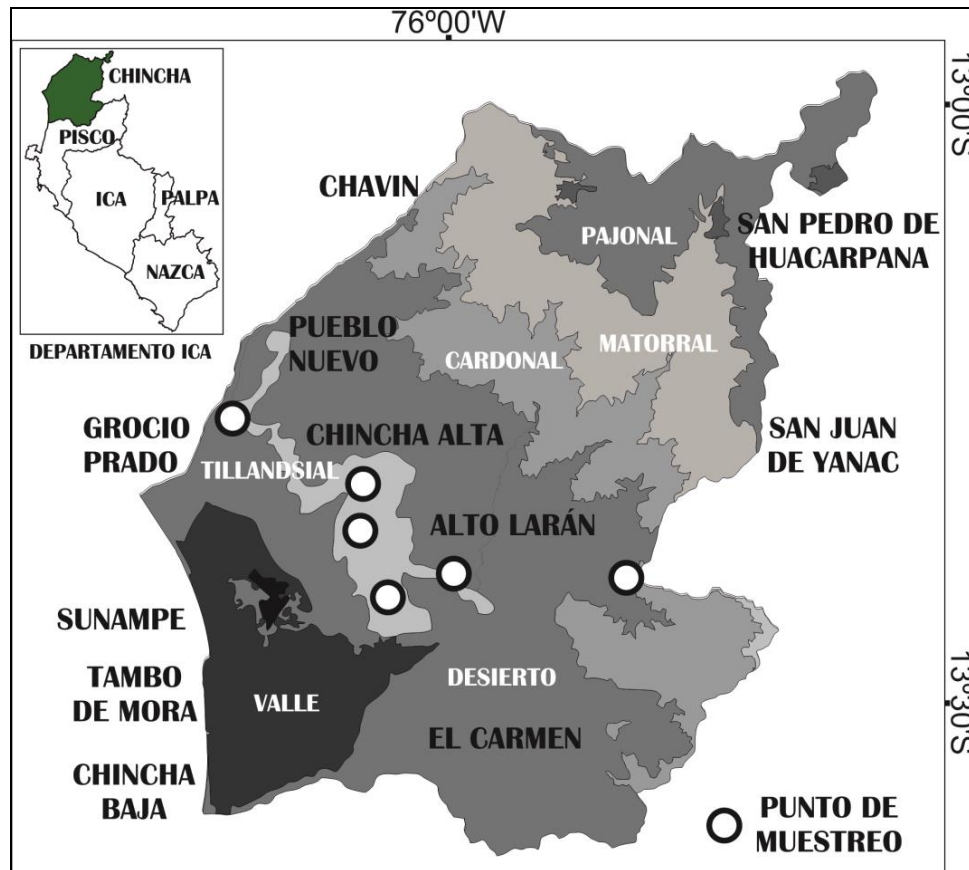 76º00'W
13º00'S
CHINCHA
PISCO
ICA
PALPA
NAZCA
DEPARTAMENTO ICA
CHAVIN
PAJONAL
SAN PEDRO DE
HUACARPANA
PUEBLO
NUEVO
CARDONAL
MATORRAL
GROCIO
PRADO
CHINCHA ALTA
SAN JUAN
DE YANAC
TILLANDSIAL
ALTO LARÁN
SUNAMPE
TAMBO
DE MORA
VALLE
DESIERTO
13º30'S
EL CARMEN
CHINCHA
BAJA
PUNTO DE
MUESTREO